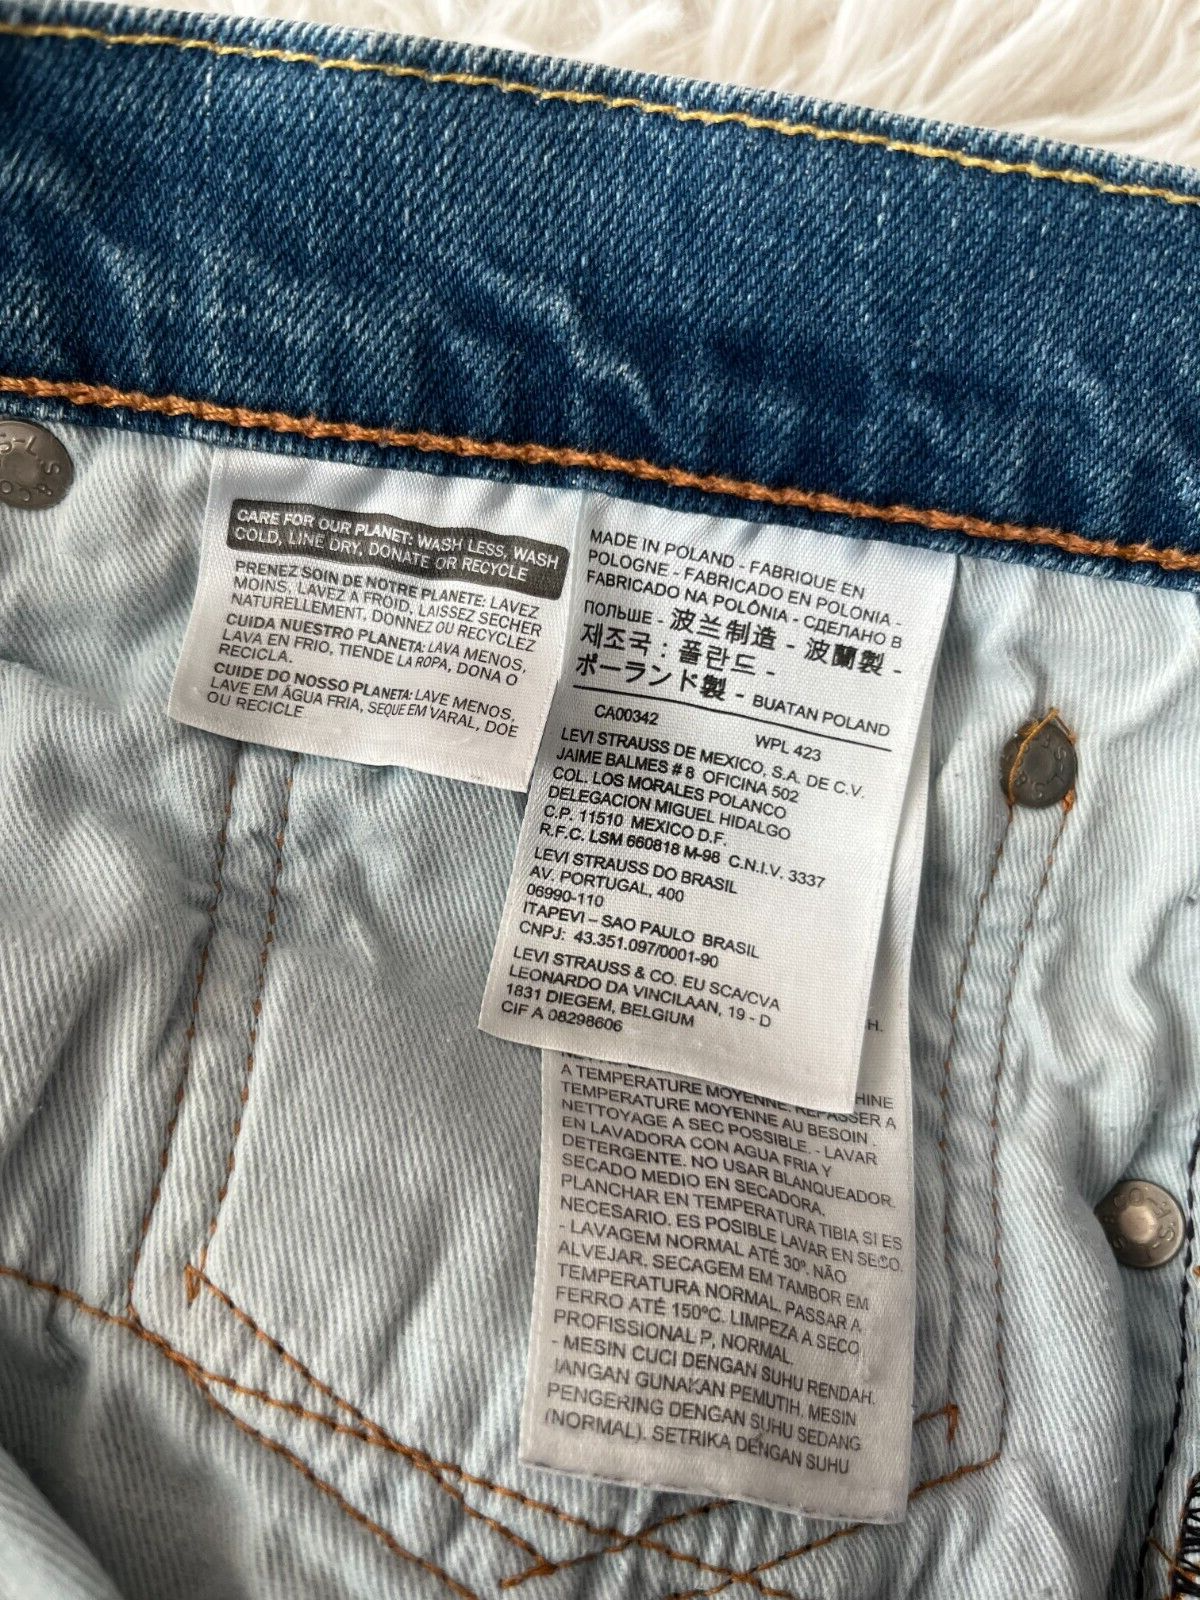 CARE FOR OUR PLANET: WASH LESS, WASH
COLD, LINE DRY, DONATE OR RECYCLE
PRENEZ SOIN DE NOTRE PLANETE: LAVEZ
MOINS, LAVEZ A FROID, LAISSEZ SECHER
NATURELLEMENT, DONNEZ OU RECYCLEZ
CUIDA NUESTRO PLANETA: LAVA MENOS,
LAVA EN FRIO, TIENDE LA ROPA, DONA O
RECICLA.
CUIDE DO NOSSO PLANETA: LAVE MENOS,
LAVE EM ÁGUA FRIA, SEQUE EM VARAL, DOE
OU RECICLE
MADE IN POLAND - FABRIQUE EN
POLOGNE - FABRICADO EN POLONIA -
FABRICADO NA POLÔNIA - СДЕЛАНО В
ПОЛЬШЕ - 波兰制造 - 波蘭製 -
제조국 : 폴란드 -
ポーランド製 - BUATAN POLAND
CA00342 WPL 423
LEVI STRAUSS DE MEXICO, S.A. DE C.V.
JAIME BALMES # 8 OFICINA 502
COL. LOS MORALES POLANCO
DELEGACION MIGUEL HIDALGO
C.P. 11510 MEXICO D.F.
R.F.C. LSM 660818 M-98 C.N.I.V. 3337
LEVI STRAUSS DO BRASIL
AV. PORTUGAL, 400
06990-110
ITAPEVI – SAO PAULO BRASIL
CNPJ: 43.351.097/0001-90
LEVI STRAUSS & CO. EU SCA/CVA
LEONARDO DA VINCILAAN, 19 - D
1831 DIEGEM, BELGIUM
CIF A 08298606
A TEMPERATURE MOYENNE. REPASSER A
TEMPERATURE MOYENNE AU BESOIN .
NETTOYAGE A SEC POSSIBLE. - LAVAR
EN LAVADORA CON AGUA FRIA Y
DETERGENTE. NO USAR BLANQUEADOR.
SECADO MEDIO EN SECADORA.
PLANCHAR EN TEMPERATURA TIBIA SI ES
NECESARIO. ES POSIBLE LAVAR EN SECO.
- LAVAGEM NORMAL ATÉ 30º. NÃO
ALVEJAR. SECAGEM EM TAMBOR EM
TEMPERATURA NORMAL. PASSAR A
FERRO ATÉ 150ºC. LIMPEZA A SECO
PROFISSIONAL P, NORMAL.
- MESIN CUCI DENGAN SUHU RENDAH.
JANGAN GUNAKAN PEMUTIH. MESIN
PENGERING DENGAN SUHU SEDANG
(NORMAL). SETRIKA DENGAN SUHU